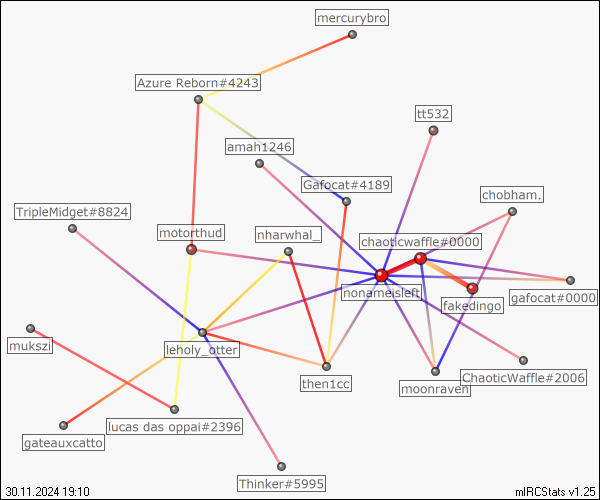 mercurybro
Azure Reborn#4243
tt532
amah1246
Gafocat#4189
chobham.
TripleMidget#8824
motorthud
nharwhal_
chaoticwaffle#0000
nonameisleft
fakedingo
gafocat#0000
mukszi
leholy_otter
then1cc
moonraven
ChaoticWaffle#2006
lucas das oppai#2396
gateauxcatto
Thinker#5995
30.11.2024 19:10
mIRCStats v1.25